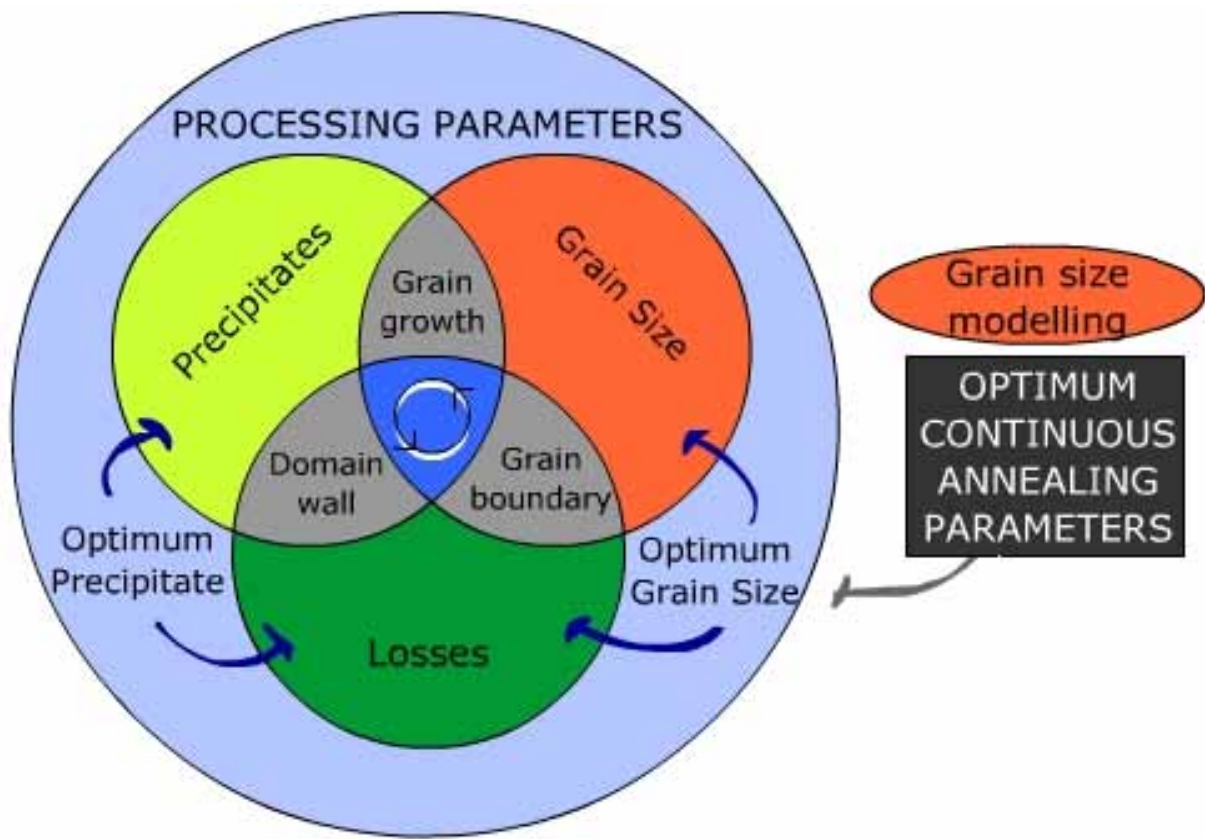 PROCESSING PARAMETERS
Precipitates
Grain Size
Grain
growth
Domain
wall
Grain
boundary
Optimum
Precipitate
Optimum
Grain Size
Losses
Grain size
modelling
OPTIMUM
CONTINUOUS
ANNEALING
PARAMETERS